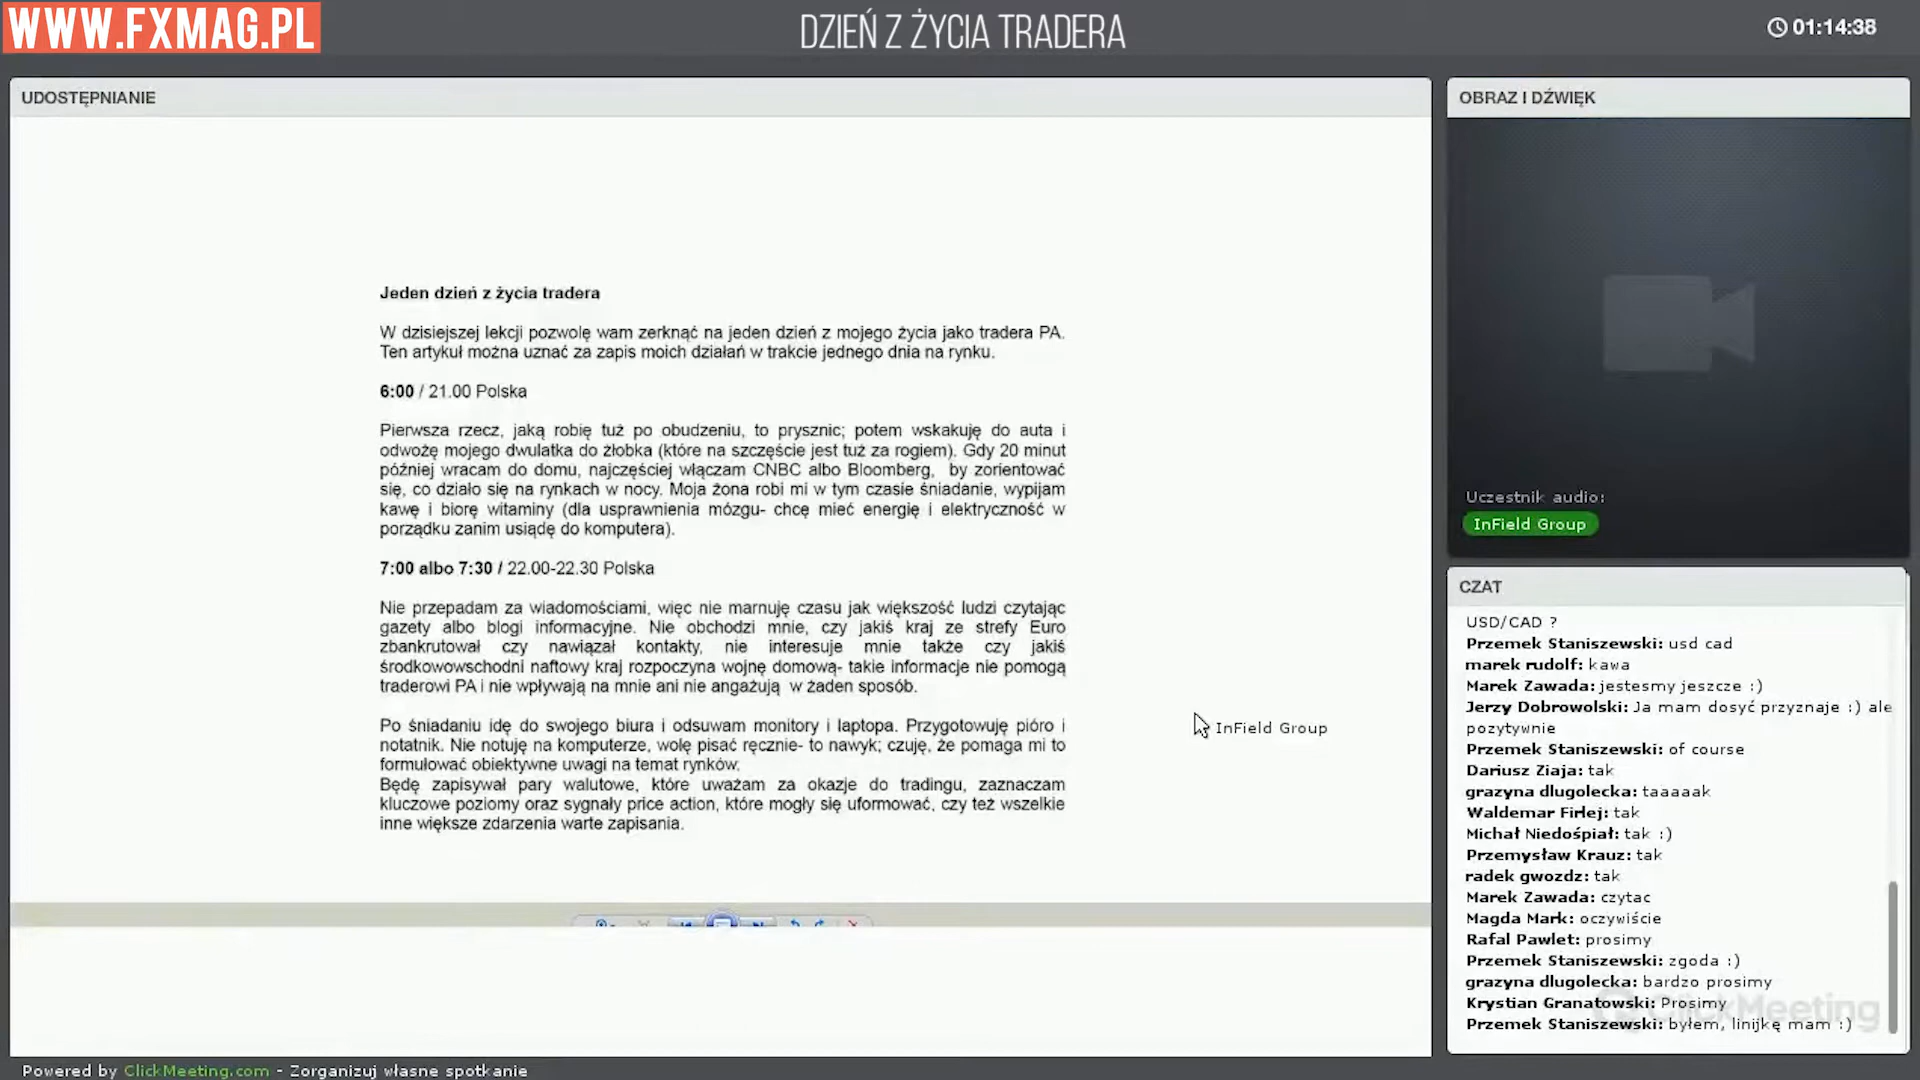 WWW.FXMAG.PL
DZIEŃ Z ŻYCIA TRADERA
01:14:38
UDOSTĘPNIANIE
Jeden dzień z życia tradera
W dzisiejszej lekcji pozwolę wam zerknąć na jeden dzień z mojego życia jako tradera PA.
Ten artykuł można uznać za zapis moich działań w trakcie jednego dnia na rynku.
6:00 / 21.00 Polska
Pierwsza rzecz, jaką robię tuż po obudzeniu, to prysznic; potem wskakuję do auta i
odwożę mojego dwulatka do żłobka (które na szczęście jest tuż za rogiem). Gdy 20 minut
później wracam do domu, najczęściej włączam CNBC albo Bloomberg, by zorientować
się, co działo się na rynkach w nocy. Moja żona robi mi w tym czasie śniadanie, wypijam
kawę i biorę witaminy (dla usprawnienia mózgu- chcę mieć energię i elektryczność w
porządku zanim usiądę do komputera).
7:00 albo 7:30 / 22.00-22.30 Polska
Nie przepadam za wiadomościami, więc nie marnuję czasu jak większość ludzi czytając
gazety albo blogi informacyjne. Nie obchodzi mnie, czy jakiś kraj ze strefy Euro
zbankrutował czy nawiązał kontakty, nie interesuje mnie także czy jakiś
środkowowschodni naftowy kraj rozpoczyna wojnę domową- takie informacje nie pomogą
traderowi PA i nie wpływają na mnie ani nie angażują w żaden sposób.
Po śniadaniu idę do swojego biura i odsuwam monitory i laptopa. Przygotowuję pióro i
notatnik. Nie notuję na komputerze, wolę pisać ręcznie- to nawyk; czuję, że pomaga mi to
formułować obiektywne uwagi na temat rynków.
Będę zapisywał pary walutowe, które uważam za okazje do tradingu, zaznaczam
kluczowe poziomy oraz sygnały price action, które mogły się uformować, czy też wszelkie
inne większe zdarzenia warte zapisania.
InField Group
OBRAZ I DŹWIĘK
Uczestnik audio:
InField Group
CZAT
USD/CAD ?
Przemek Staniszewski: usd cad
marek rudolf: kawa
Marek Zawada: jestesmy jeszcze :)
Jerzy Dobrowolski: Ja mam dosyć przyznaje :) ale
pozytywnie
Przemek Staniszewski: of course
Dariusz Ziaja: tak
grazyna dlugolecka: taaaaak
Waldemar Firlej: tak
Michał Niedośpiał: tak :)
Przemysław Krauz: tak
radek gwozdz: tak
Marek Zawada: czytac
Magda Mark: oczywiście
Rafal Pawlet: prosimy
Przemek Staniszewski: zgoda :)
grazyna dlugolecka: bardzo prosimy
Krystian Granatowski: Prosimy
Przemek Staniszewski: byłem, linijkę mam :)
ClickMeeting
Powered by ClickMeeting.com - Zorganizuj własne spotkanie